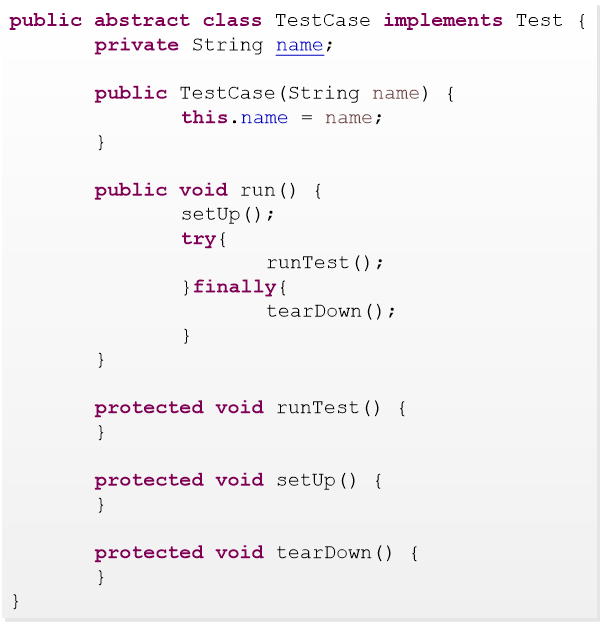 public abstract class TestCase implements Test {
private String name;
public TestCase(String name) {
this.name = name;
}
public void run() {
setUp();
try{
runTest();
}finally{
tearDown();
}
}
protected void runTest() {
}
protected void setUp() {
}
protected void tearDown() {
}
}